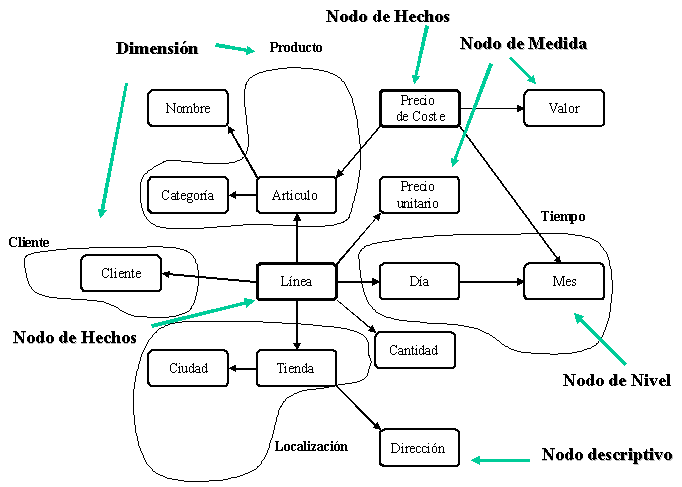 Nodo de Hechos
Dimensión
Producto
Nodo de Medida
Nombre
Precio
de Coste
Valor
Categoría
Articulo
Precio
unitario
Tiempo
Cliente
Cliente
Línea
Día
Mes
Nodo de Hechos
Cantidad
Ciudad
Tienda
Nodo de Nivel
Localización
Dirección
Nodo descriptivo